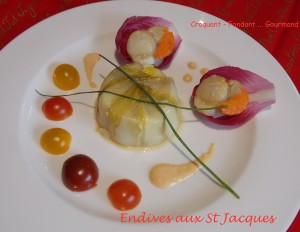 Croquant - Fondant ... Gourmand
Endives aux St Jacques